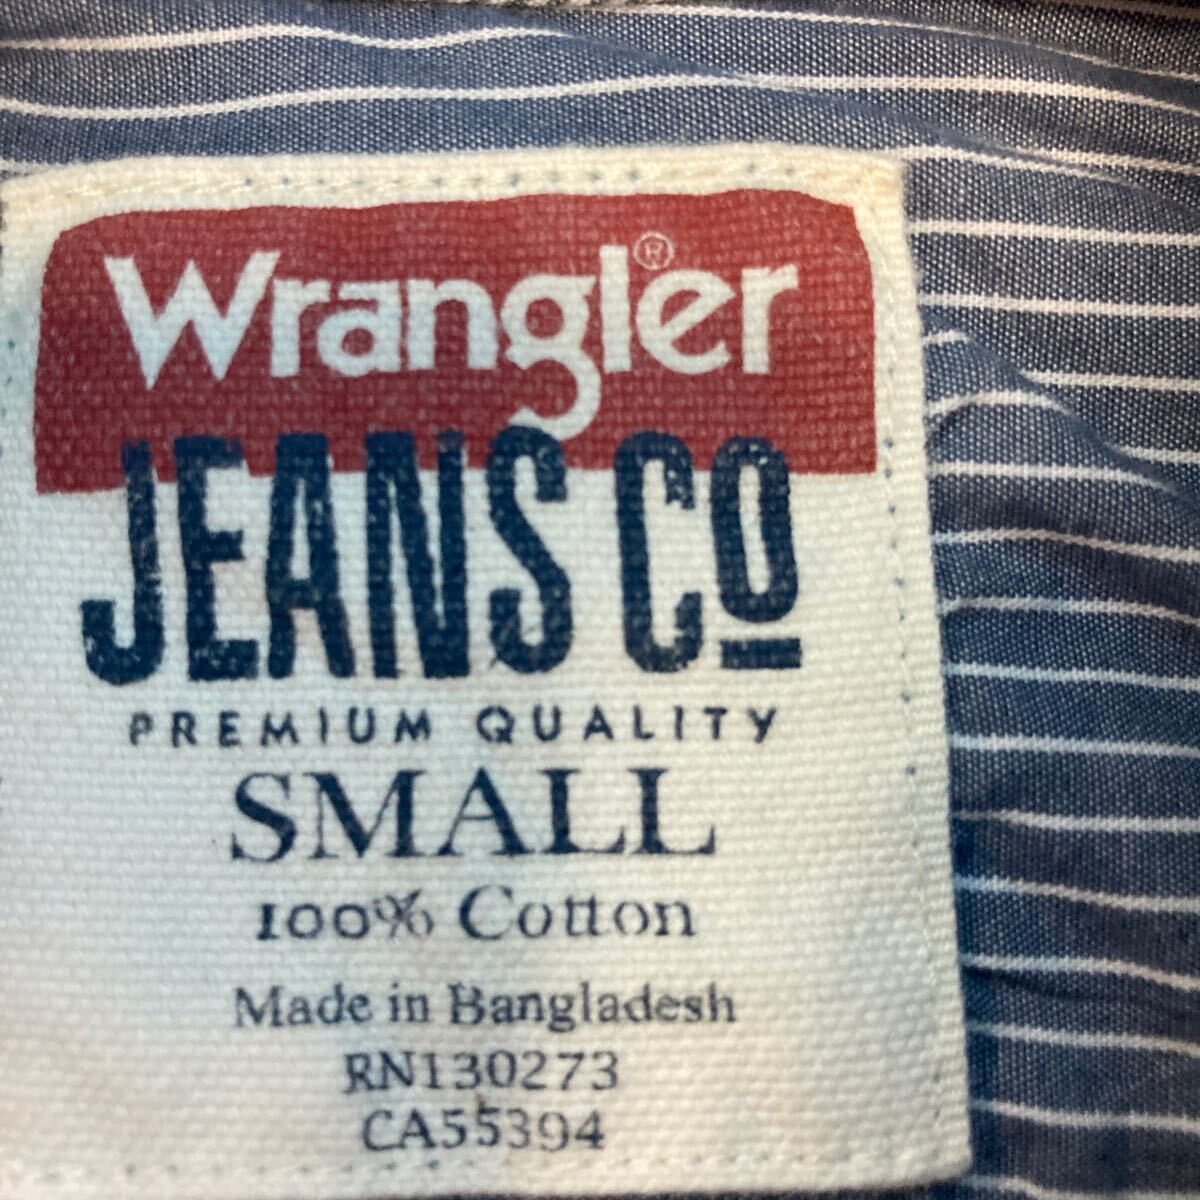 Wrangler®
JEANS Co
PREMIUM QUALITY
SMALL
100% Cotton
Made in Bangladesh
RN130273
CA55394